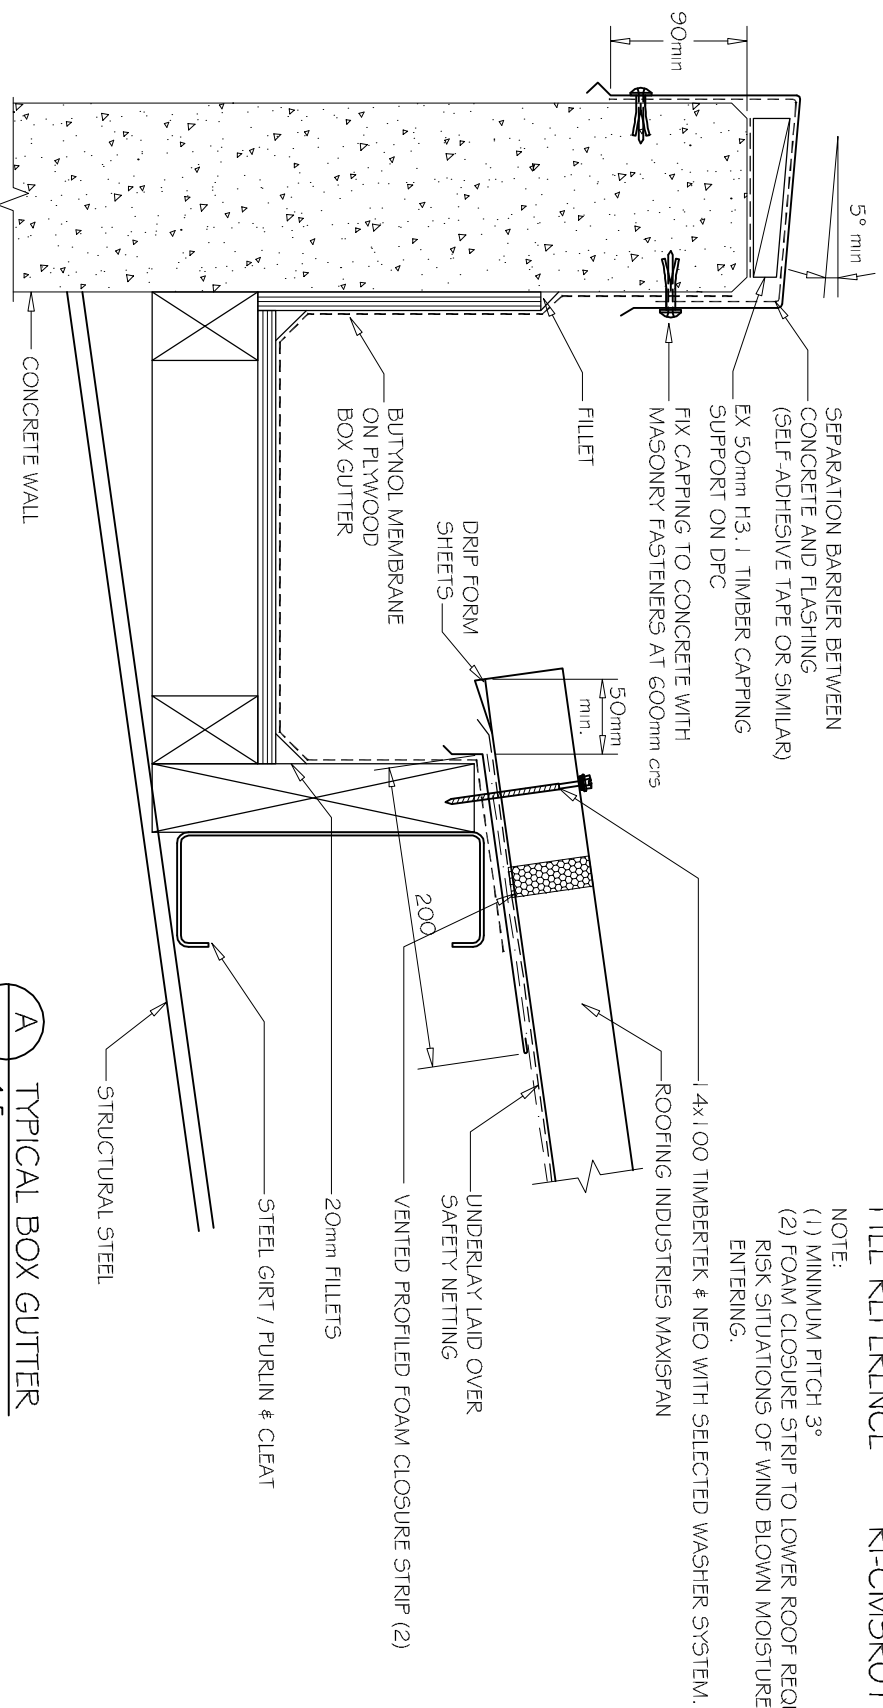 NOTE:
(1) MINIMUM PITCH 3°
(2) FOAM CLOSURE STRIP TO LOWER ROOF
RISK SITUATIONS OF WIND BLOWN MOISTURE
ENTERING.
90min
5° min
SEPARATION BARRIER BETWEEN
CONCRETE AND FLASHING
(SELF-ADHESIVE TAPE OR SIMILAR)
EX 50mm H3.1 TIMBER CAPPING
SUPPORT ON DPC
FIX CAPPING TO CONCRETE WITH
MASONRY FASTENERS AT 600mm crs
FILLET
50mm
min.
DRIP FORM
SHEETS
BUTYNOL MEMBRANE
ON PLYWOOD
BOX GUTTER
CONCRETE WALL
200
14x100 TIMBERTEK & NEO WITH SELECTED WASHER SYSTEM.
ROOFING INDUSTRIES MAXISPAN
UNDERLAY LAID OVER
SAFETY NETTING
VENTED PROFILED FOAM CLOSURE STRIP (2)
20mm FILLETS
STEEL GIRT / PURLIN & CLEAT
STRUCTURAL STEEL
A
TYPICAL BOX GUTTER